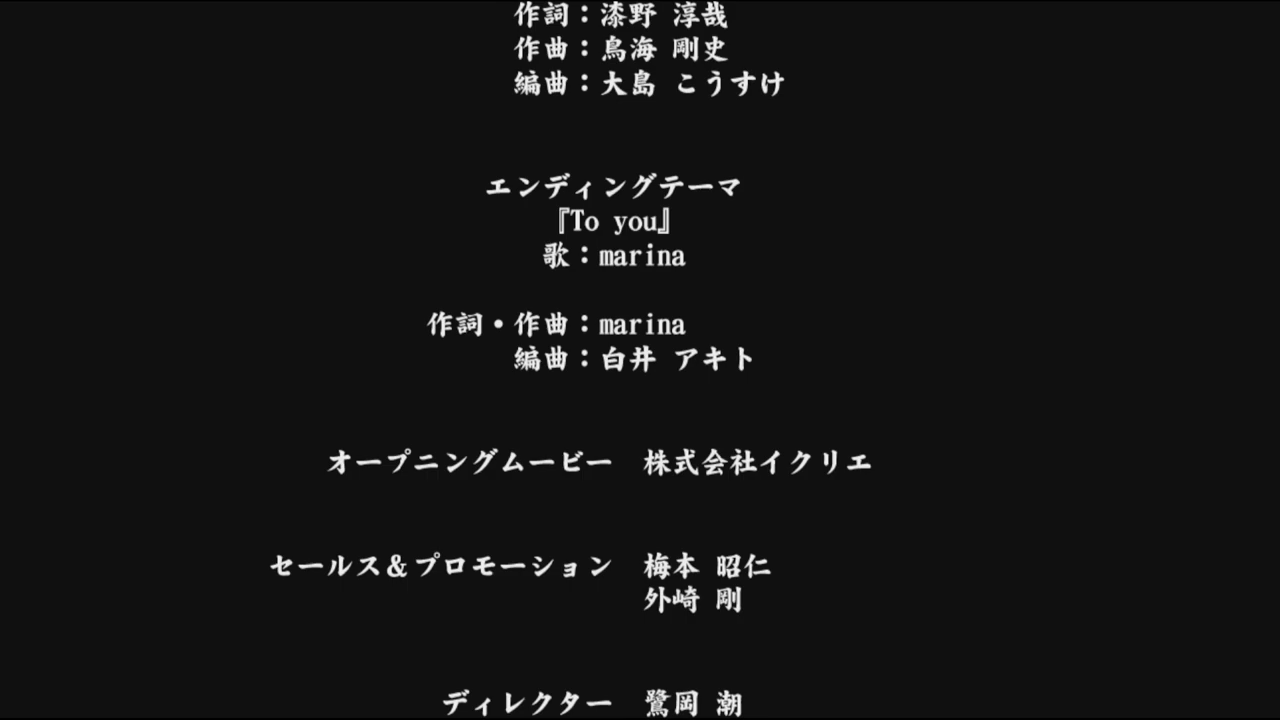 作詞：漆野 淳哉
作曲：鳥海 剛史
編曲：大島 こうすけ
エンディングテーマ
『To you』
歌：marina
作詞・作曲：marina
編曲：白井 アキト
オープニングムービー 株式会社イクリエ
セールス＆プロモーション 梅本 昭仁
外崎 剛
ディレクター 鷺岡 潮